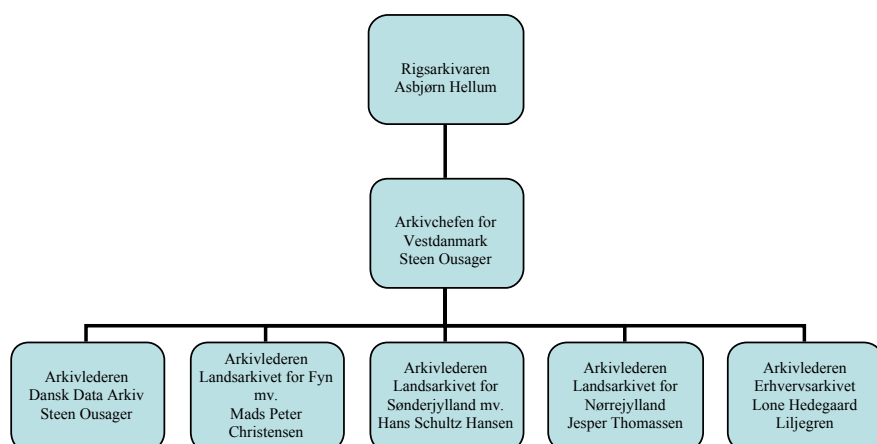 Rigsarkivaren
Asbjørn Hellum
Arkivchefen for
Vestdanmark
Steen Ousager
Arkivlederen
Dansk Data Arkiv
Steen Ousager
Arkivlederen
Landsarkivet for Fyn
mv.
Mads Peter
Christensen
Arkivlederen
Landsarkivet for
Sønderjylland mv.
Hans Schultz Hansen
Arkivlederen
Landsarkivet for
Nørrejylland
Jesper Thomassen
Arkivlederen
Erhvervsarkivet
Lone Hedegaard
Liljegren